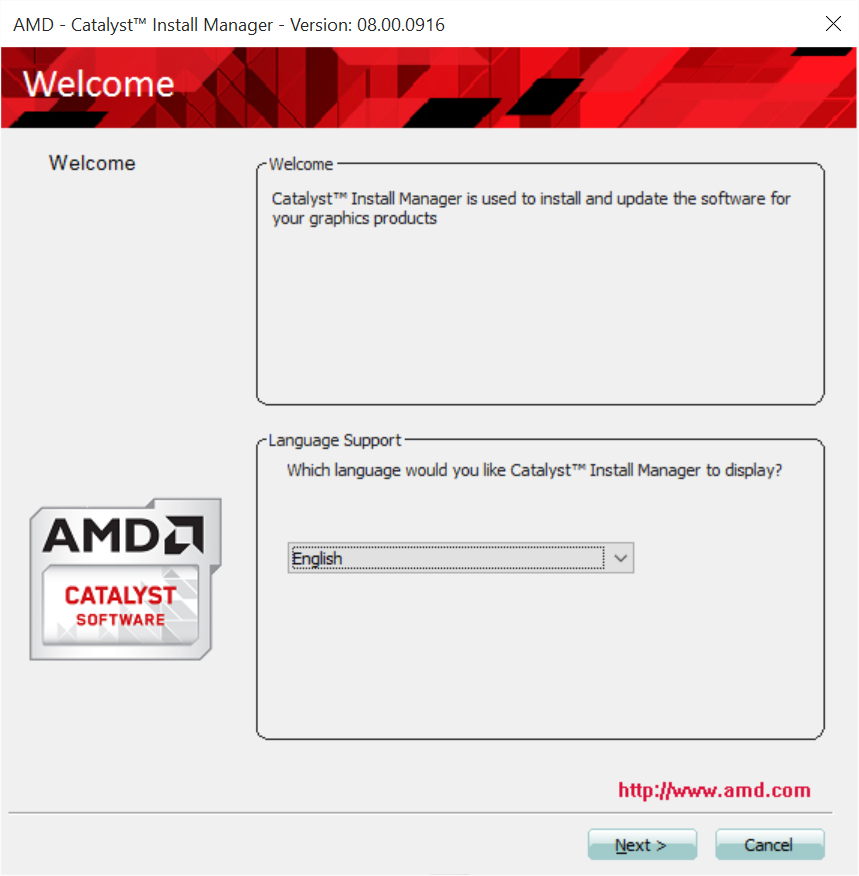 AMD - Catalyst™ Install Manager - Version: 08.00.0916
Welcome
Welcome
Welcome
Catalyst™ Install Manager is used to install and update the software for
your graphics products
Language Support
Which language would you like Catalyst™ Install Manager to display?
English
AMD
CATALYST
SOFTWARE
http://www.amd.com
Next >
Cancel